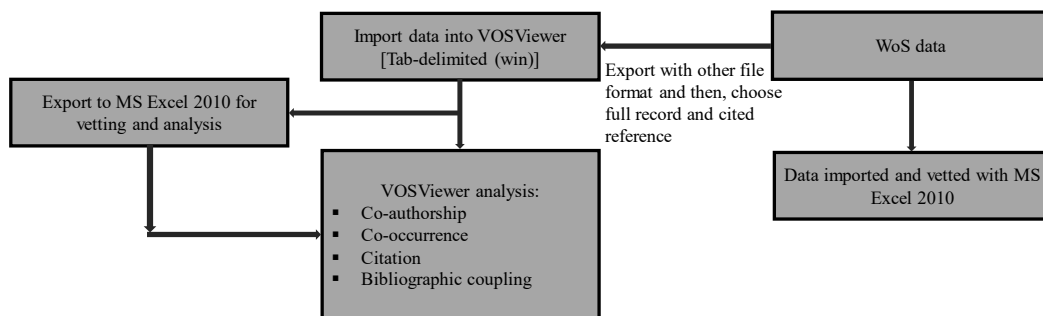 Import data into VOSViewer
[Tab-delimited (win)]
WoS data
Export with other file
format and then, choose
full record and cited
reference
Export to MS Excel 2010 for
vetting and analysis
VOSViewer analysis:
▪ Co-authorship
▪ Co-occurrence
▪ Citation
▪ Bibliographic coupling
Data imported and vetted with MS
Excel 2010